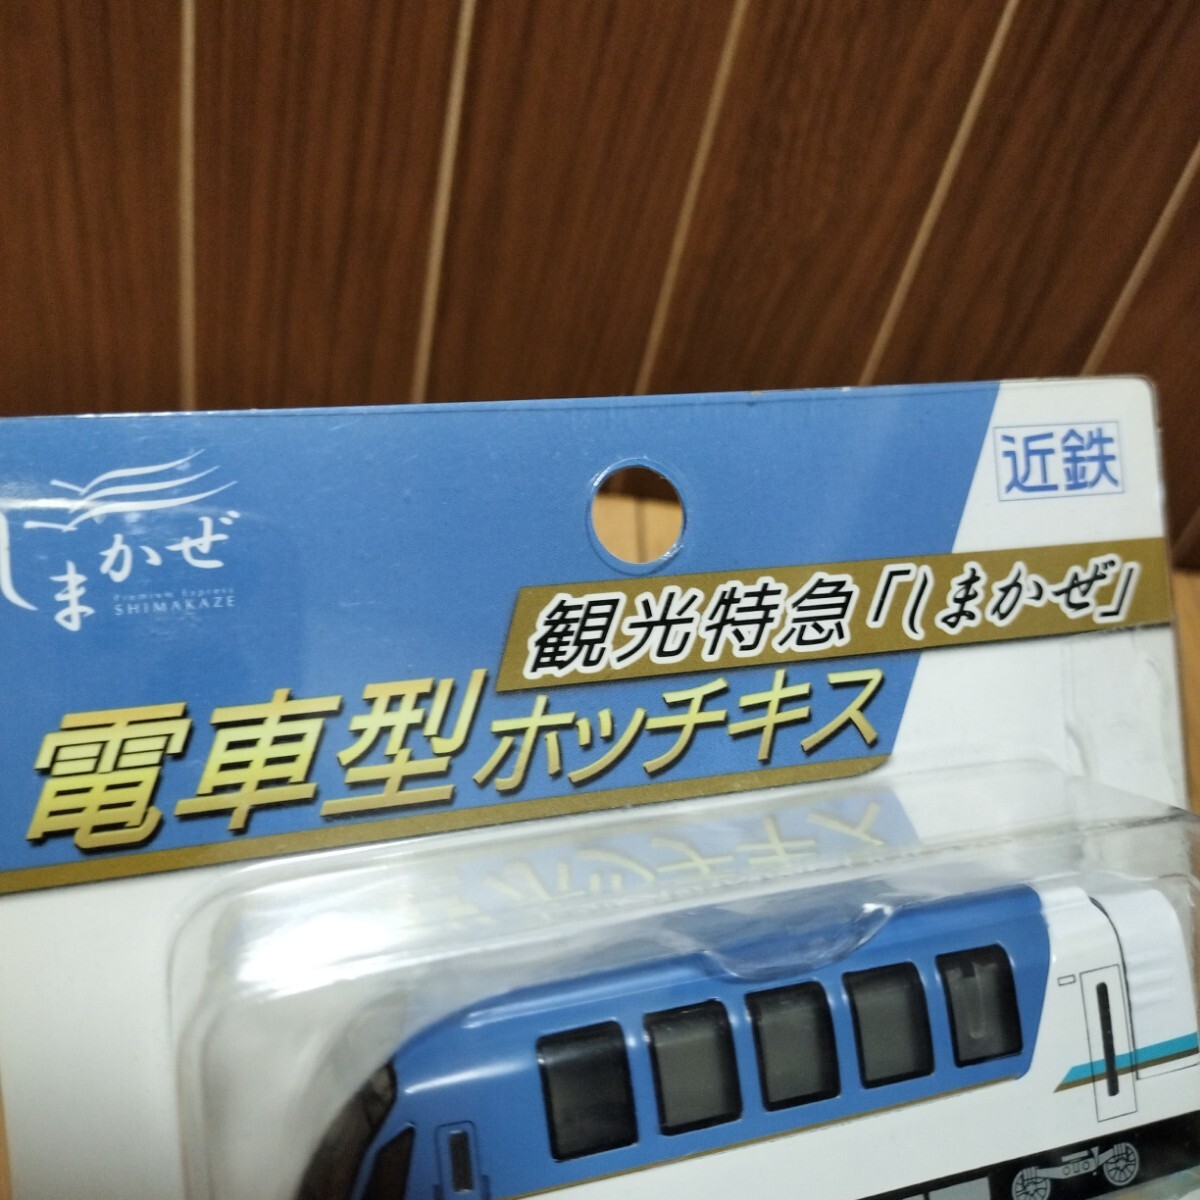 近鉄
しまかぜ
Premium Express
SHIMAKAZE
観光特急「しまかぜ」
電車型ホッチキス